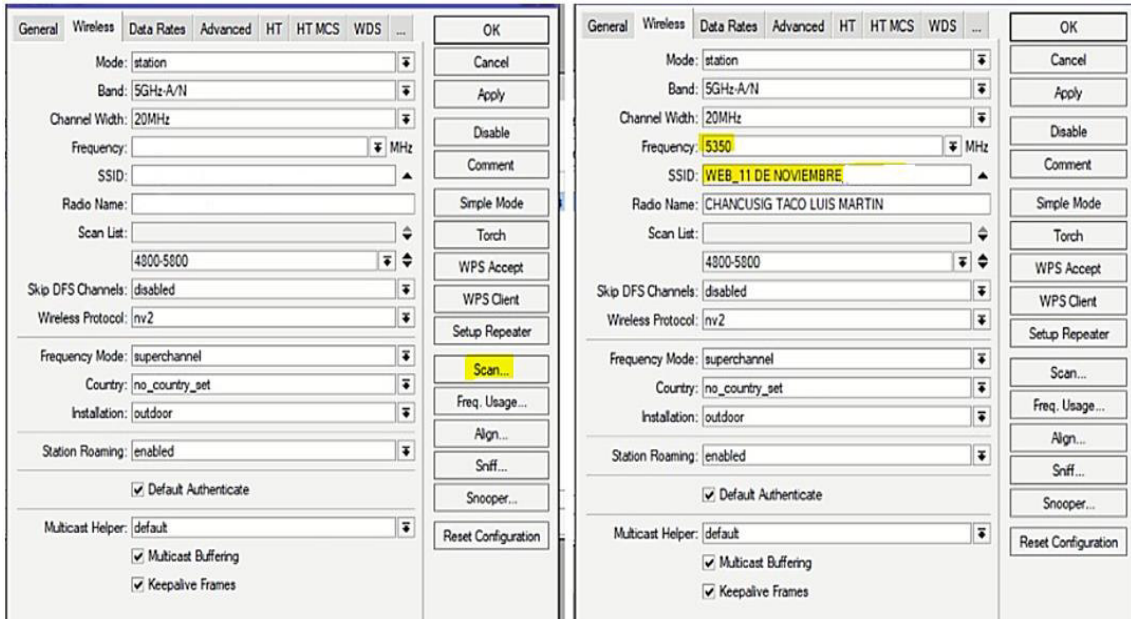 General Wireless Data Rates Advanced HT HT MCS WDS ...
Mode: station
Band: 5GHz-A/N
Channel Width: 20MHz
Frequency: MHz
SSID:
Radio Name:
Scan List:
4800-5800
Skip DFS Channels: disabled
Wireless Protocol: nv2
Frequency Mode: superchannel
Country: no_country_set
Installation: outdoor
Station Roaming: enabled
Default Authenticate
Multicast Helper: default
Multicast Buffering
Keepalive Frames
OK
Cancel
Apply
Disable
Comment
Simple Mode
Torch
WPS Accept
WPS Client
Setup Repeater
Scan...
Freq. Usage...
Align...
Sniff...
Snooper...
Reset Configuration
General Wireless Data Rates Advanced HT HT MCS WDS ...
Mode: station
Band: 5GHz-A/N
Channel Width: 20MHz
Frequency: 5350 MHz
SSID: WEB_11 DE NOVIEMBRE
Radio Name: CHANCUSIG TACO LUIS MARTIN
Scan List:
4800-5800
Skip DFS Channels: disabled
Wireless Protocol: nv2
Frequency Mode: superchannel
Country: no_country_set
Installation: outdoor
Station Roaming: enabled
Default Authenticate
Multicast Helper: default
Multicast Buffering
Keepalive Frames
OK
Cancel
Apply
Disable
Comment
Simple Mode
Torch
WPS Accept
WPS Client
Setup Repeater
Scan...
Freq. Usage...
Align...
Sniff...
Snooper...
Reset Configuration